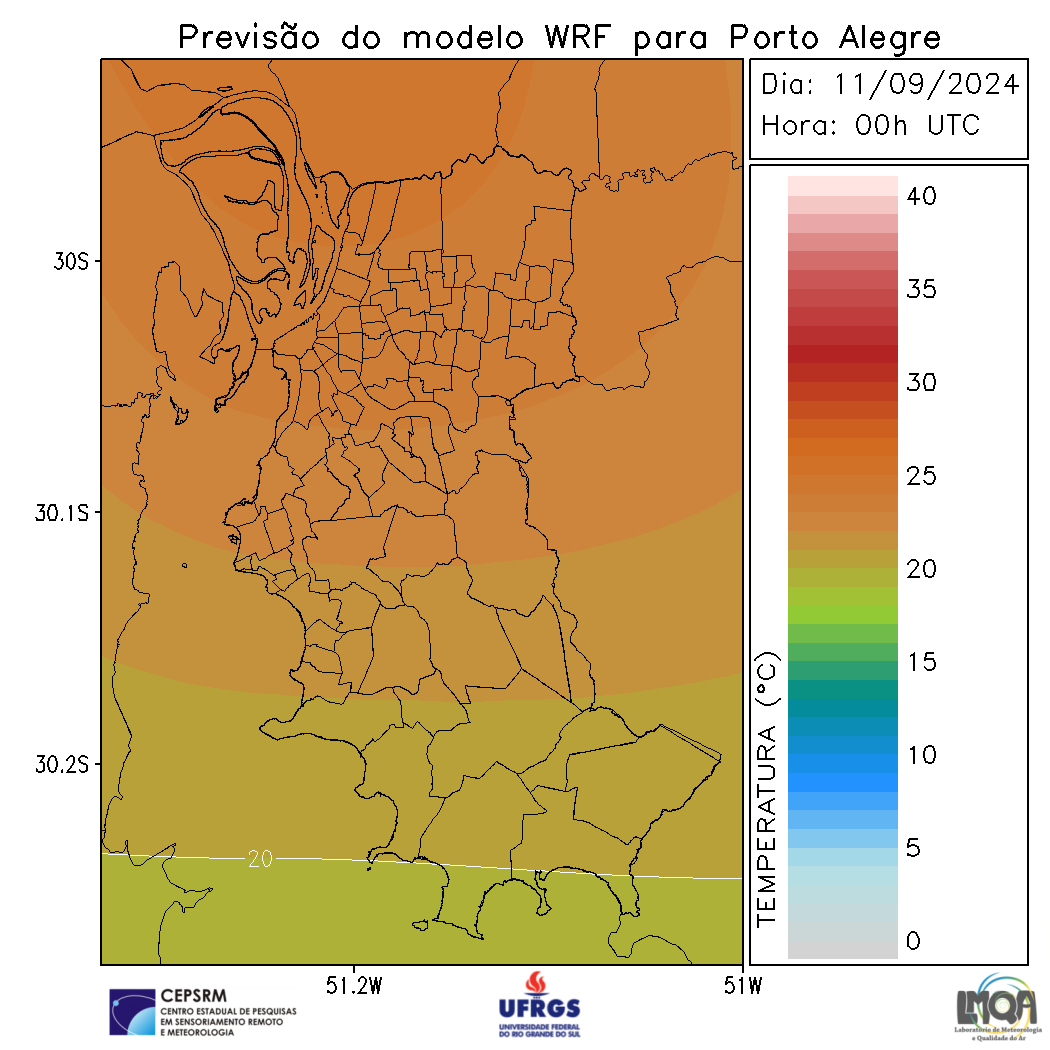 Previsão do modelo WRF para Porto Alegre
Dia: 11/09/2024
Hora: 00h UTC
30S
30.1S
30.2S
51.2W
51W
20
40
35
30
25
20
15
10
5
0
TEMPERATURA (°C)
CEPSRM
CENTRO ESTADUAL DE PESQUISAS
EM SENSORIAMENTO REMOTO
E METEOROLOGIA
UFRGS
UNIVERSIDADE FEDERAL
DO RIO GRANDE DO SUL
LMQA
Laboratório de Meteorologia
e Qualidade do Ar